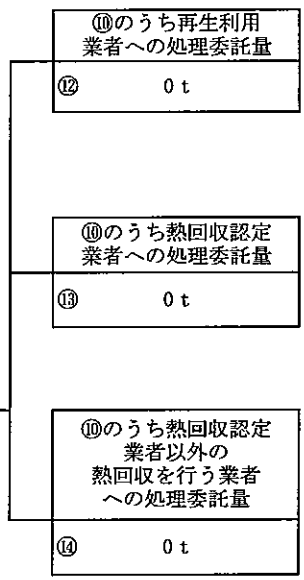 ⑩のうち再生利用
業者への処理委託量
⑫ 0 t
⑩のうち熱回収認定
業者への処理委託量
⑬ 0 t
⑩のうち熱回収認定
業者以外の
熱回収を行う業者
への処理委託量
⑭ 0 t